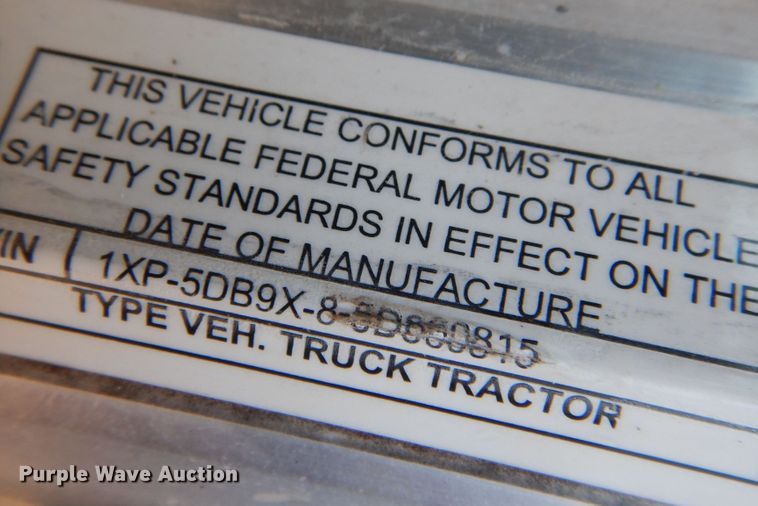 THIS VEHICLE CONFORMS TO ALL
APPLICABLE FEDERAL MOTOR VEHICLE
SAFETY STANDARDS IN EFFECT ON THE
DATE OF MANUFACTURE
VIN 1XP-5DB9X-8-
TYPE VEH. TRUCK TRACTOR
Purple Wave Auction